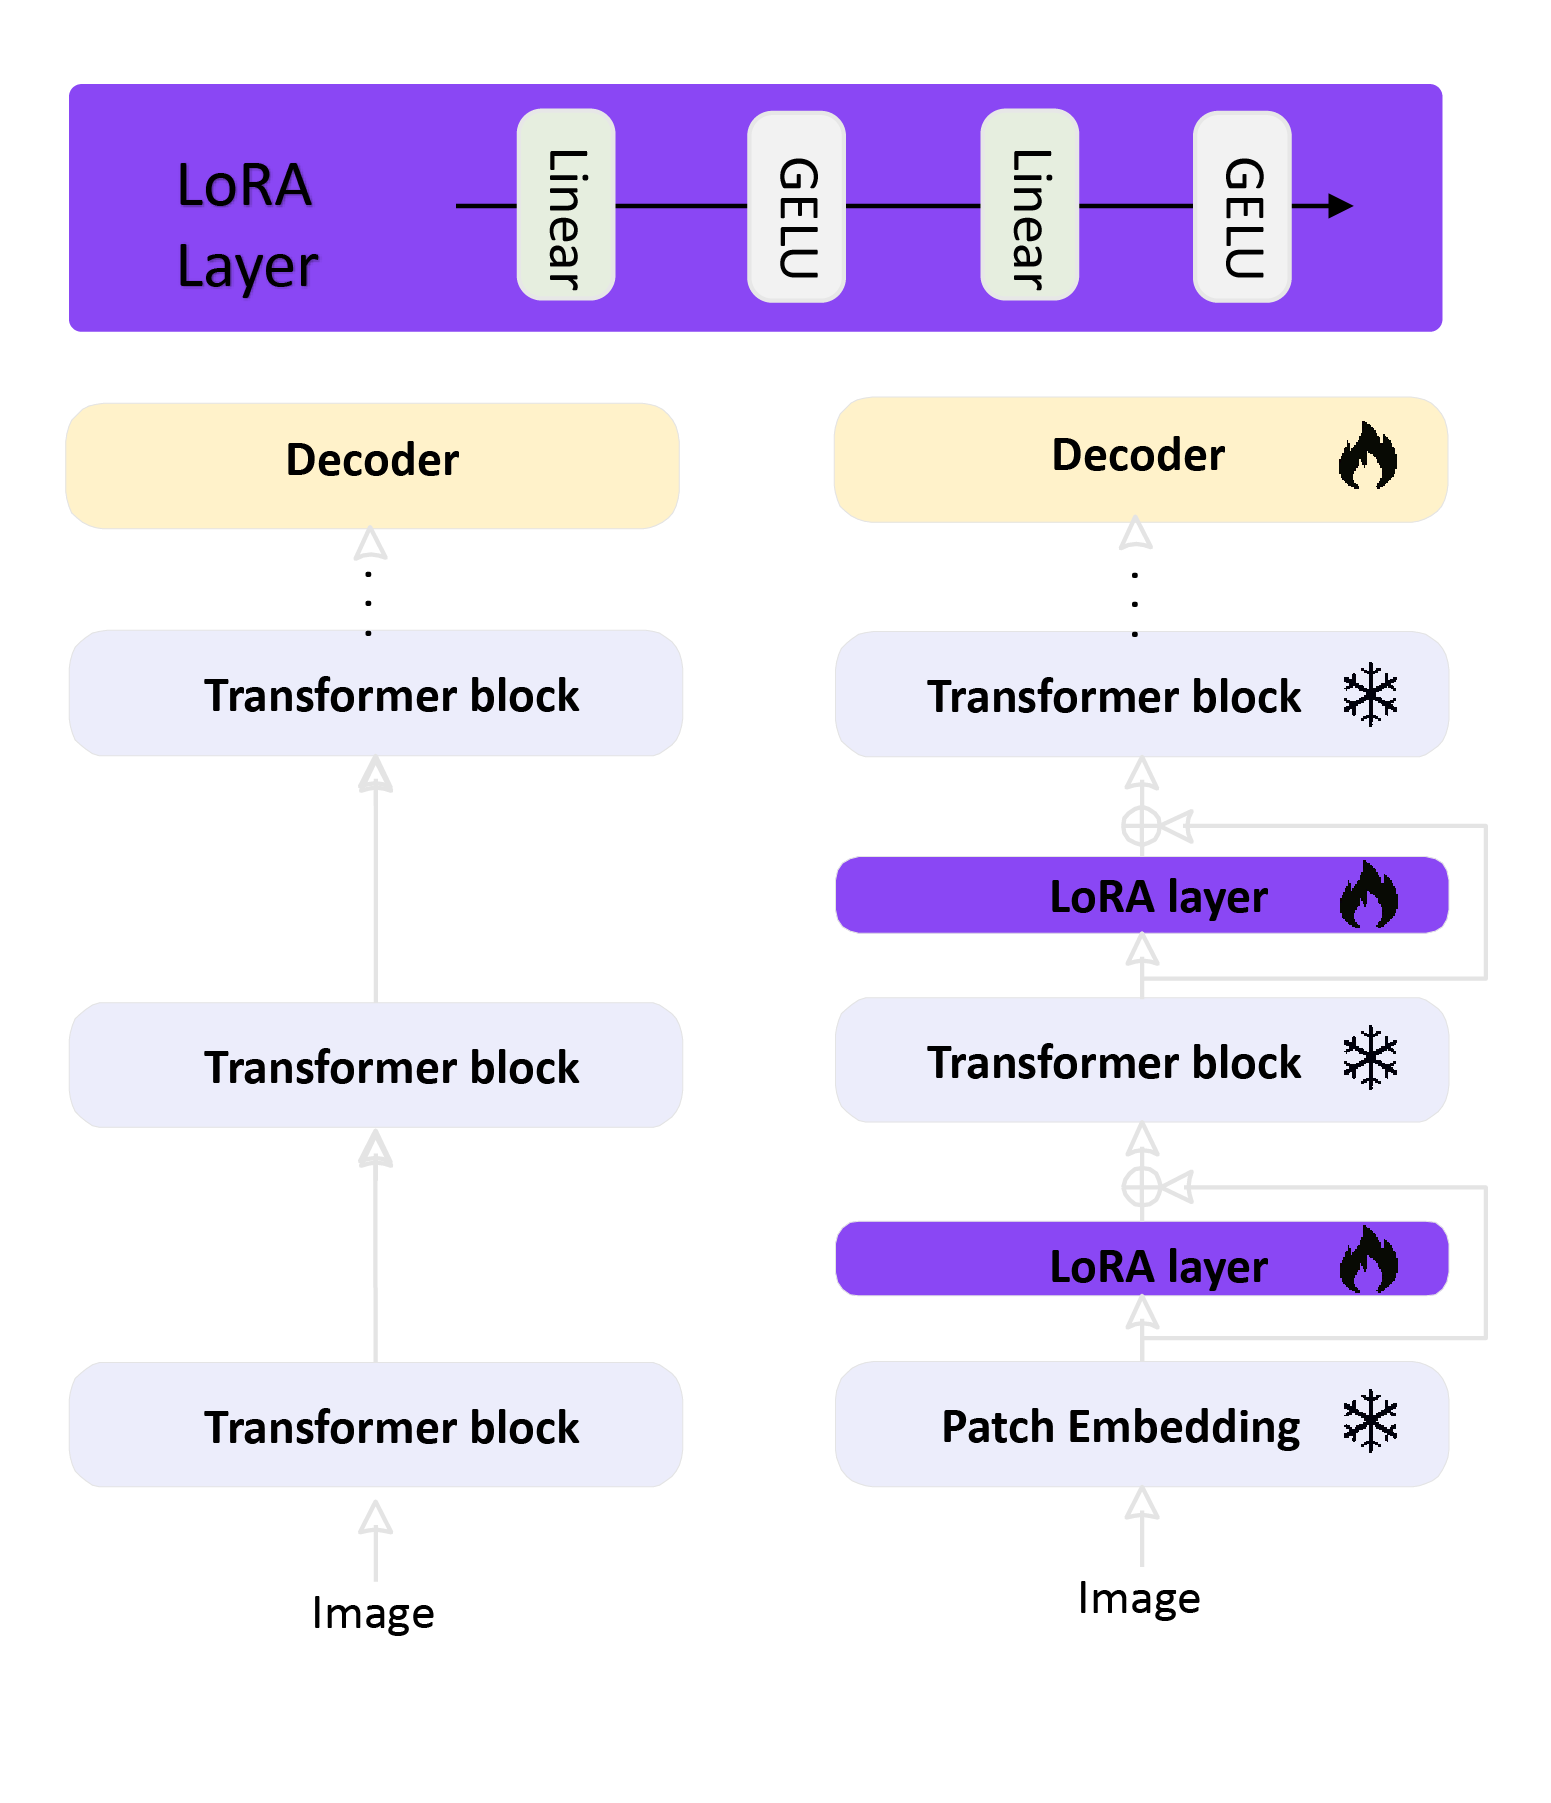 LoRA
Layer
Linear
GELU
Linear
GELU
Decoder
Transformer block
Transformer block
Transformer block
Image
Decoder
Transformer block
LoRA layer
Transformer block
LoRA layer
Patch Embedding
Image